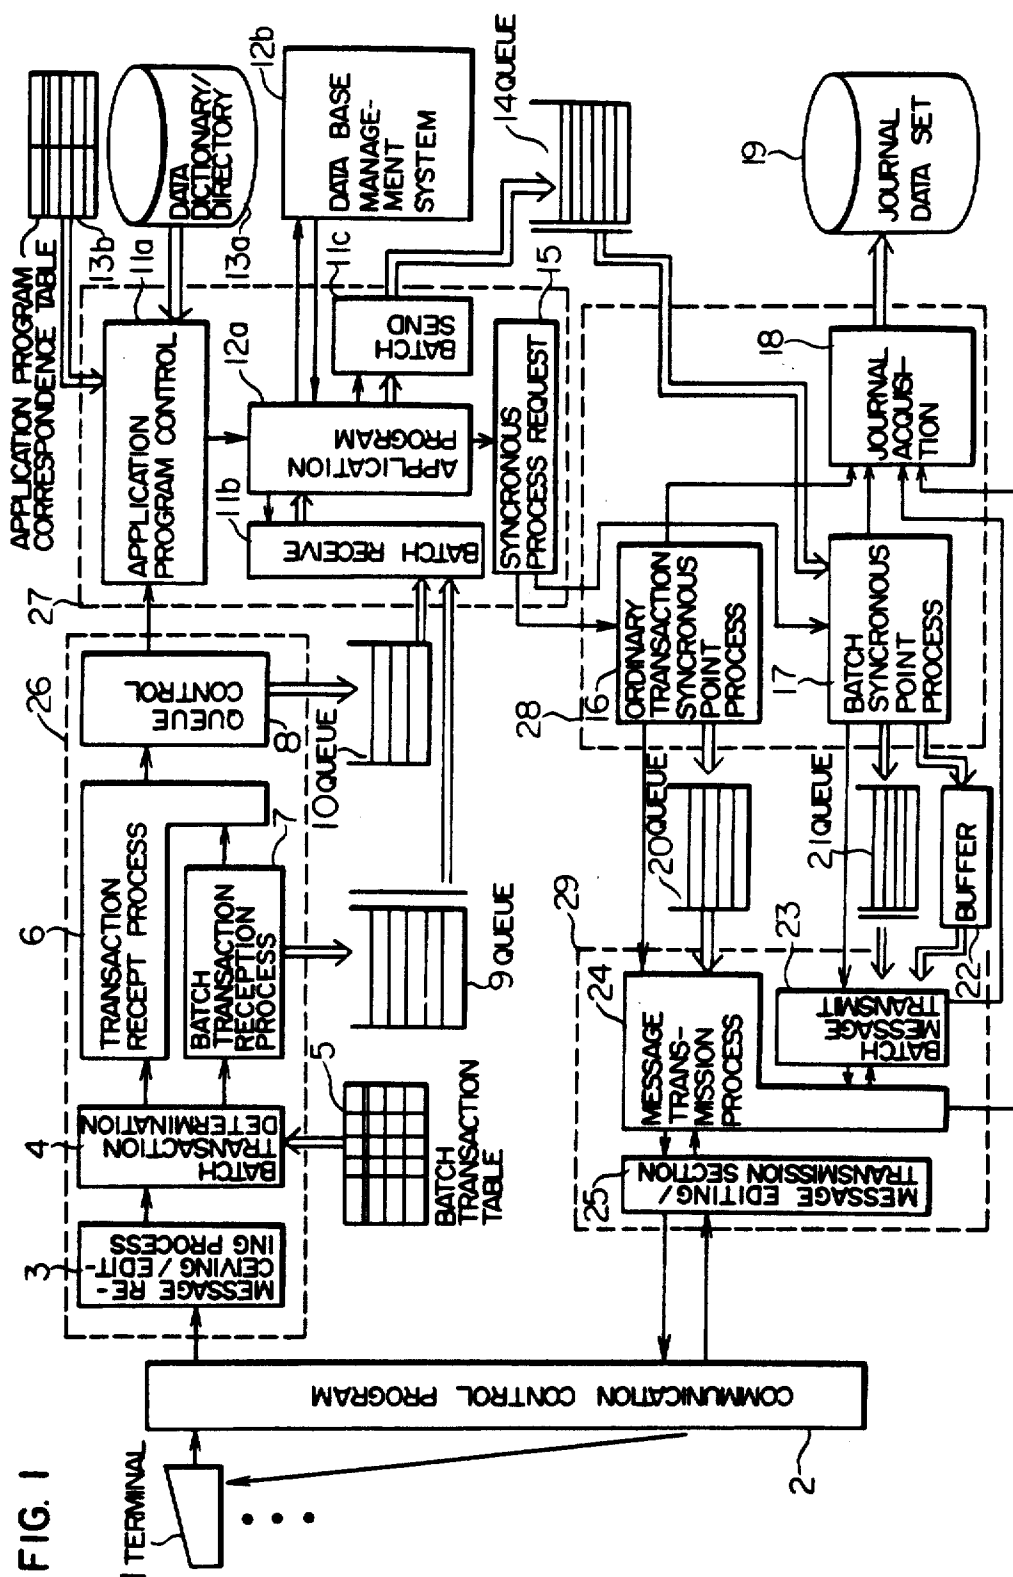 FIG. 1
1 TERMINAL
COMMUNICATION CONTROL PROGRAM
2
3
MESSAGE RE-
CEIVING/EDIT-
ING PROCESS
4
BATCH
TRANSACTION
DETERMINATION
5
BATCH
TRANSACTION
TABLE
6
TRANSACTION
RECEPT PROCESS
BATCH
TRANSACTION
RECEPTION
PROCESS
7
QUEUE
CONTROL
8
26
9 QUEUE
10 QUEUE
27
APPLICATION PROGRAM
CORRESPONDENCE TABLE
13b
11a
APPLICATION
PROGRAM CONTROL
DATA
DICTIONARY/
DIRECTORY
13a
11b
BATCH RECEIVE
12a
APPLICATION
PROGRAM
12b
DATA BASE
MANAGE-
MENT
SYSTEM
11c
BATCH
SEND
14 QUEUE
SYNCRONOUS
PROCESS REQUEST
15
28
16
ORDINARY
TRANSACTION
SYNCRONOUS
POINT
PROCESS
17
BATCH
SYNCRONOUS
POINT
PROCESS
18
JOURNAL
ACQUISI-
TION
19
JOURNAL
DATA SET
20 QUEUE
21 QUEUE
BUFFER
22
29
24
MESSAGE
TRANS-
MISSION
PROCESS
23
BATCH
MESSAGE
TRANSMIT
25
MESSAGE EDITING/
TRANSMISSION SECTION